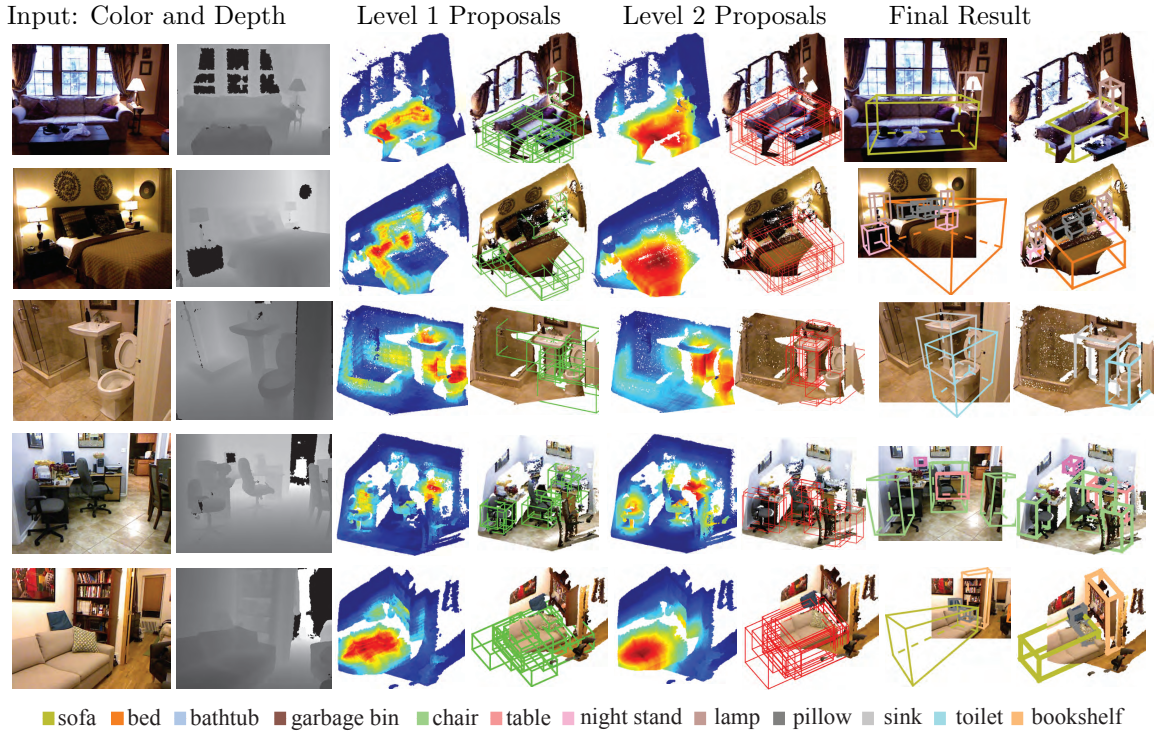 Input: Color and Depth Level 1 Proposals Level 2 Proposals Final Result
sofa bed bathtub garbage bin chair table night stand lamp pillow sink toilet bookshelf